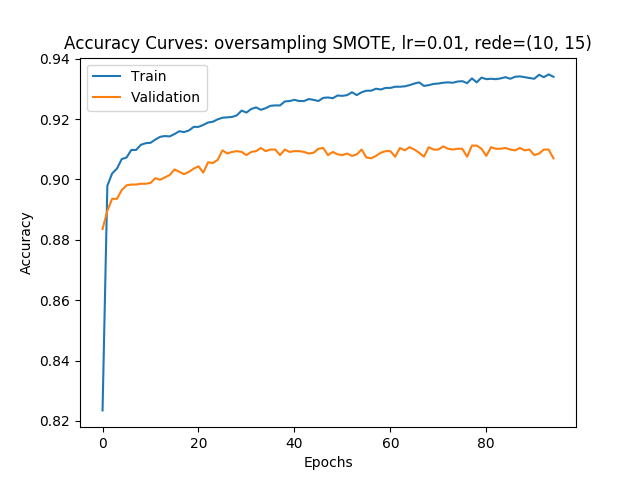 Accuracy Curves: oversampling SMOTE, lr=0.01, rede=(10, 15)
Train
Validation
0.94
0.92
0.90
0.88
0.86
0.84
0.82
Accuracy
0 20 40 60 80
Epochs